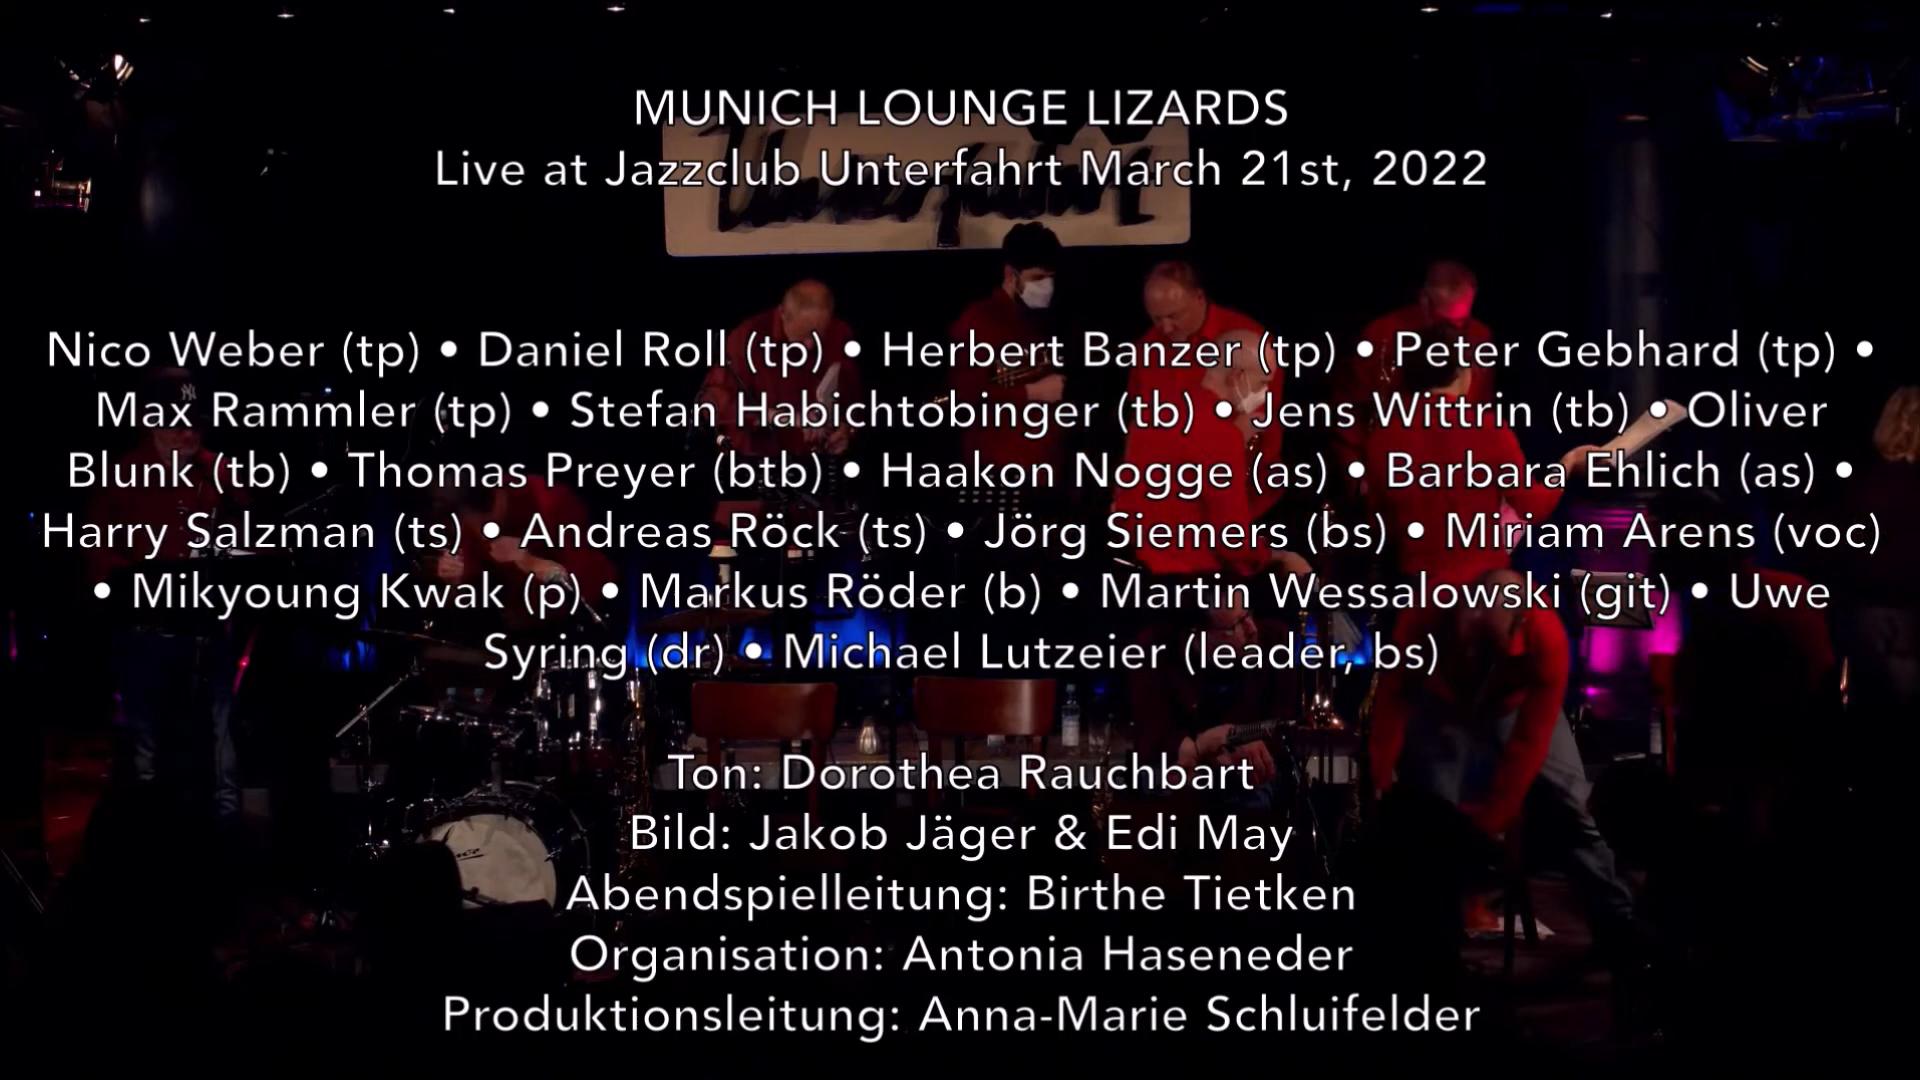 MUNICH LOUNGE LIZARDS
Live at Jazzclub Unterfahrt March 21st, 2022
Unterfahrt
Nico Weber (tp) • Daniel Roll (tp) • Herbert Banzer (tp) • Peter Gebhard (tp) •
Max Rammler (tp) • Stefan Habichtobinger (tb) • Jens Wittrin (tb) • Oliver
Blunk (tb) • Thomas Preyer (btb) • Haakon Nogge (as) • Barbara Ehlich (as) •
Harry Salzman (ts) • Andreas Röck (ts) • Jörg Siemers (bs) • Miriam Arens (voc)
• Mikyoung Kwak (p) • Markus Röder (b) • Martin Wessalowski (git) • Uwe
Syring (dr) • Michael Lutzeier (leader, bs)
Ton: Dorothea Rauchbart
Bild: Jakob Jäger & Edi May
Abendspielleitung: Birthe Tietken
Organisation: Antonia Haseneder
Produktionsleitung: Anna-Marie Schluifelder